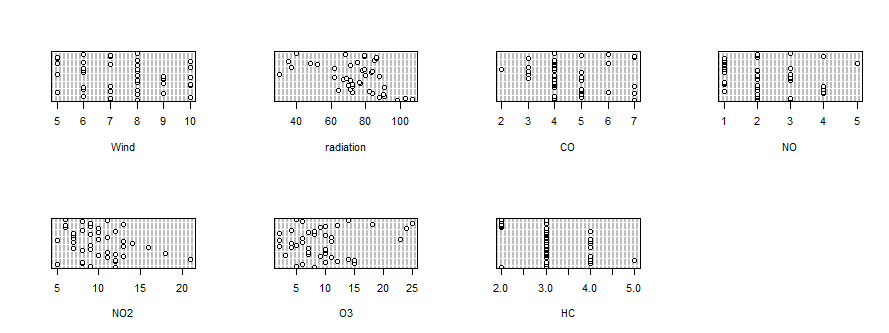 5 6 7 8 9 10
Wind
40 60 80 100
radiation
2 3 4 5 6 7
CO
1 2 3 4 5
NO
5 10 15 20
NO2
5 10 15 20 25
O3
2.0 3.0 4.0 5.0
HC